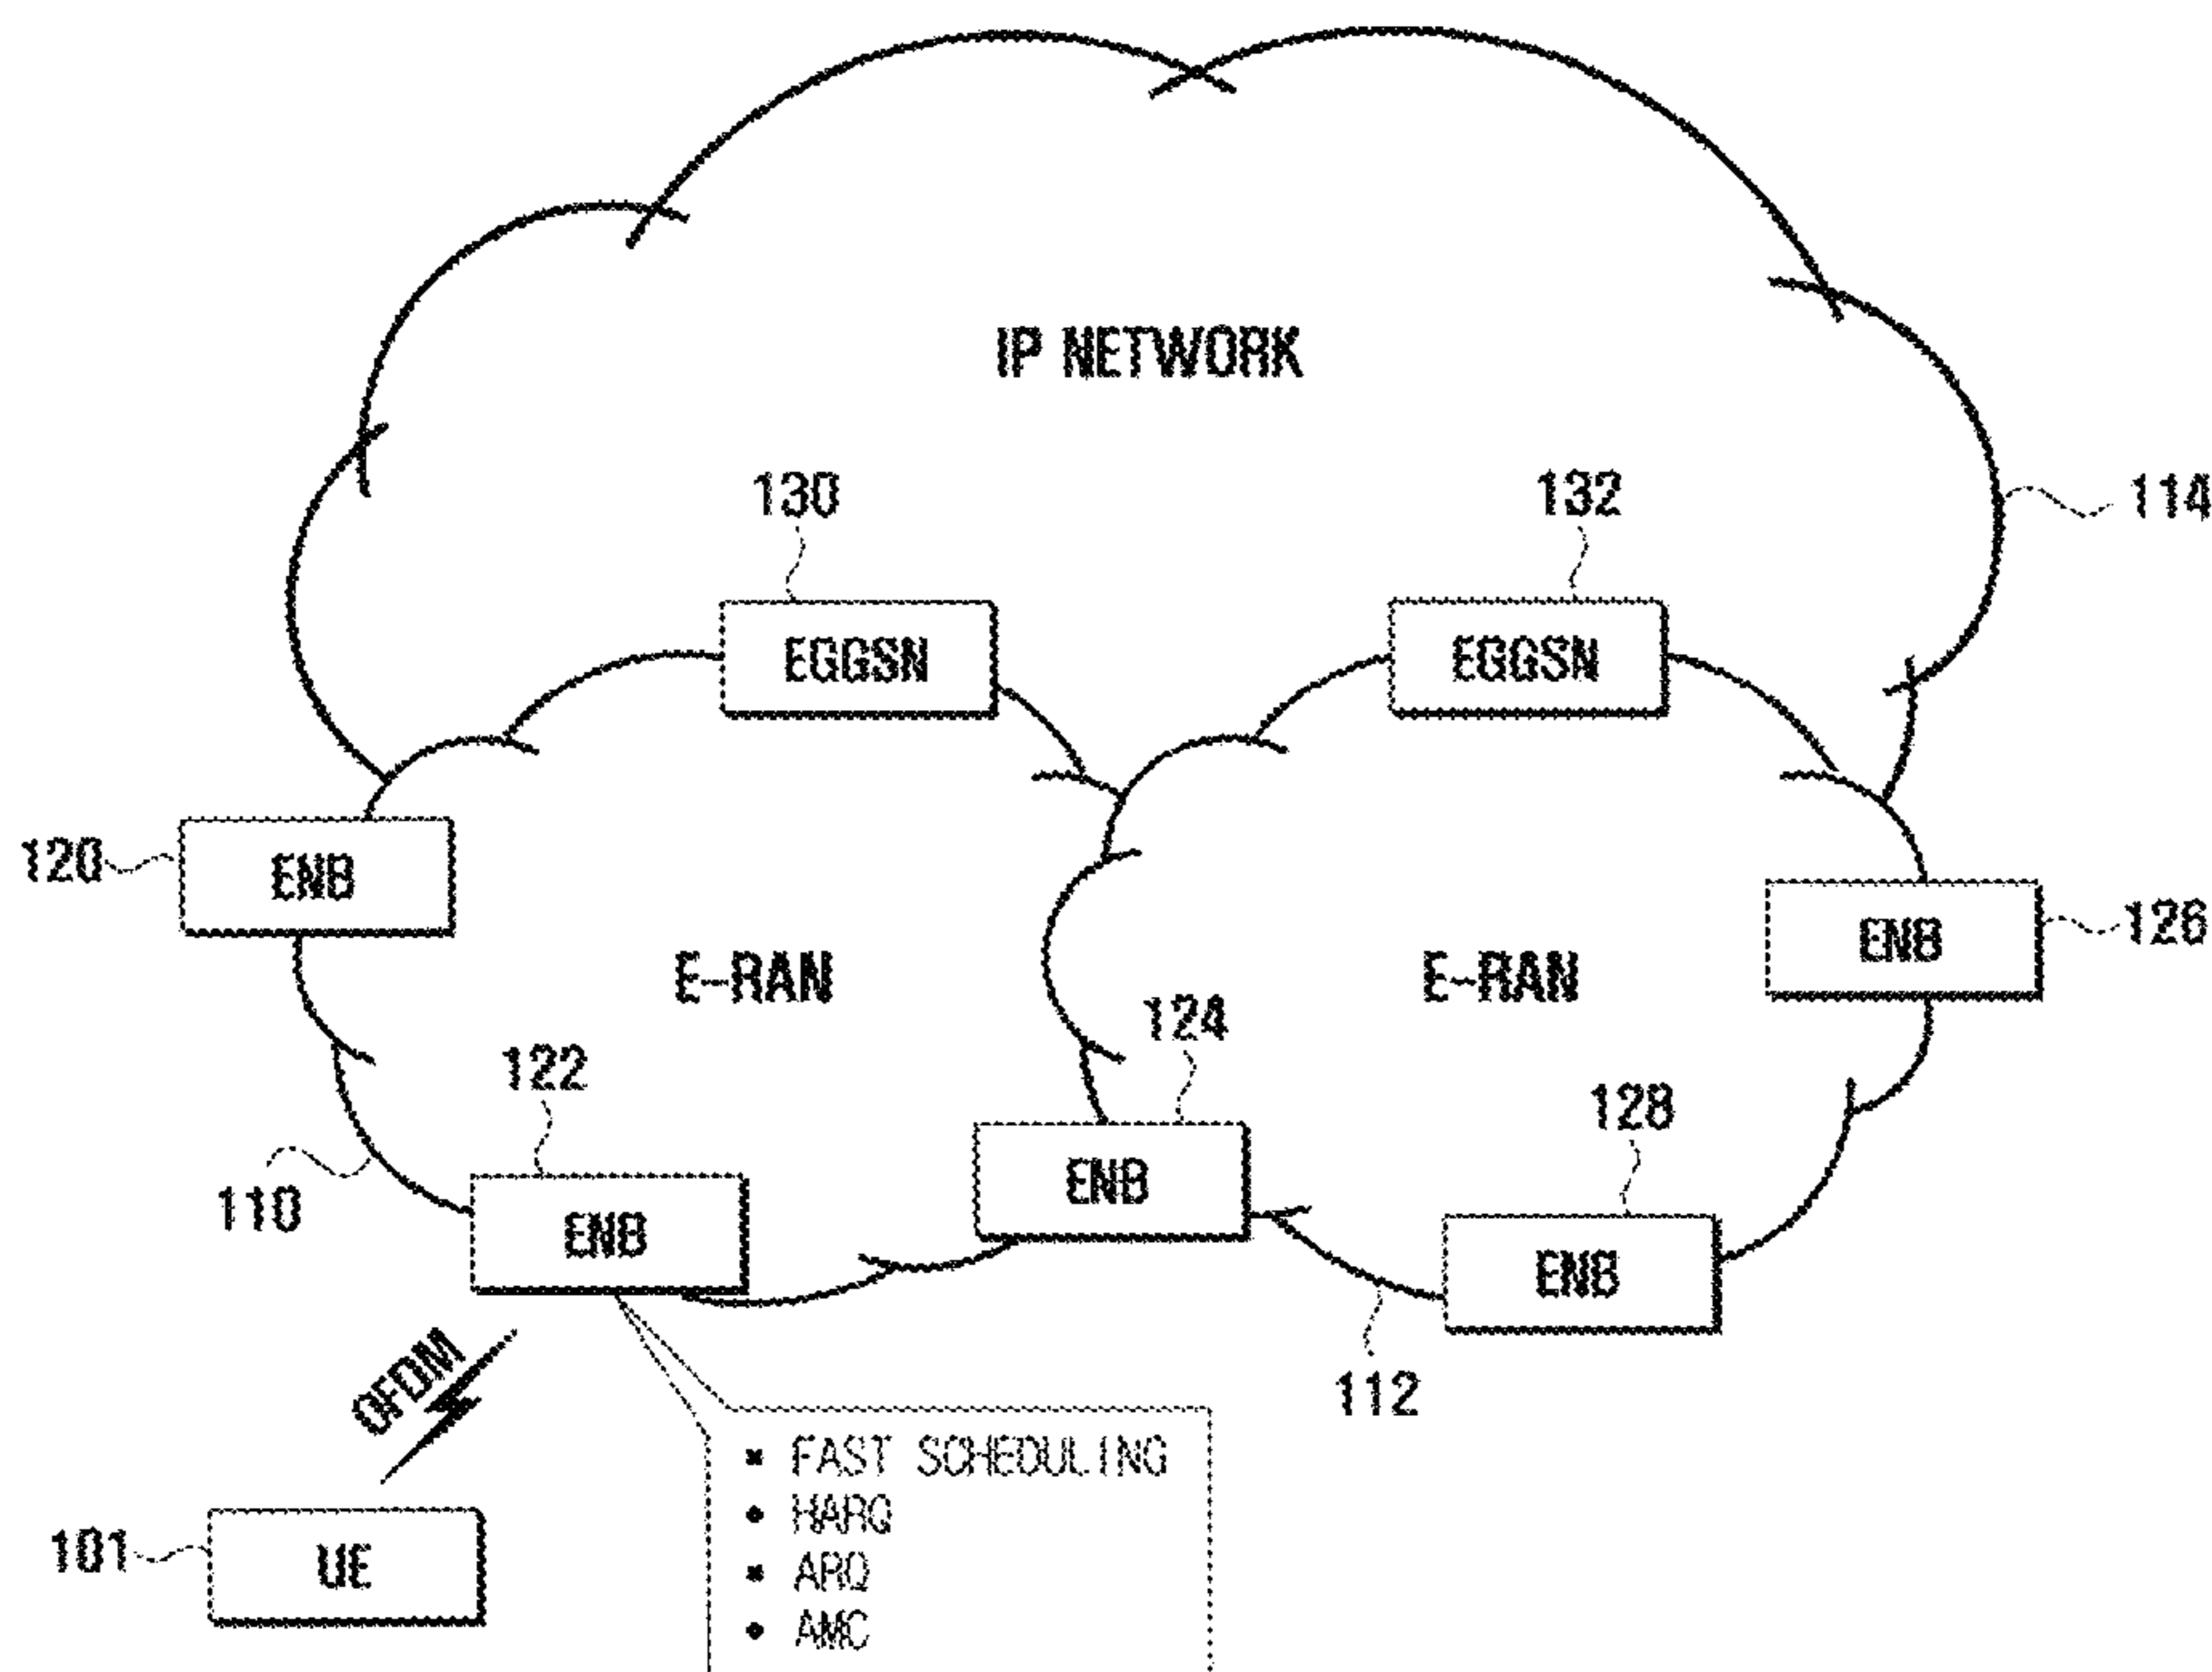 IP NETWORK
130
132
114
EGGSN
EGGSN
120
ENB
ENB
126
E-RAN
E-RAN
124
122
128
110
ENB
ENB
ENB
OFDM
112
FAST SCHEDULING
HARQ
101
UE
ARQ
AMC